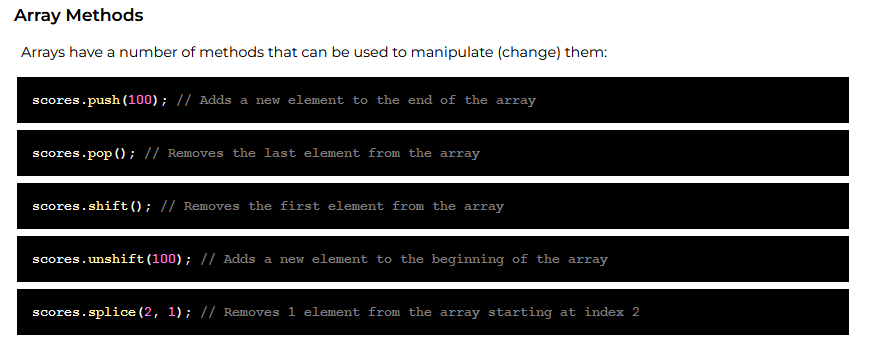 Array Methods
Arrays have a number of methods that can be used to manipulate (change) them:
scores.push(100); // Adds a new element to the end of the array
scores.pop(); // Removes the last element from the array
scores.shift(); // Removes the first element from the array
scores.unshift(100); // Adds a new element to the beginning of the array
scores.splice(2, 1); // Removes 1 element from the array starting at index 2